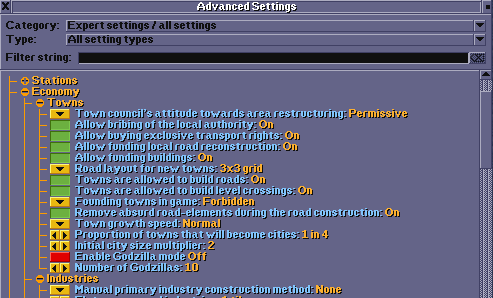 Advanced Settings
Category: Expert settings / all settings
Type: All setting types
Filter string:
Stations
Economy
Towns
Town council's attitude towards area restructuring: Permissive
Allow bribing of the local authority: On
Allow buying exclusive transport rights: On
Allow funding local road reconstruction: On
Allow funding buildings: On
Road layout for new towns: 3x3 grid
Towns are allowed to build roads: On
Towns are allowed to build level crossings: On
Founding towns in game: Forbidden
Remove absurd road-elements during the road construction: On
Town growth speed: Normal
Proportion of towns that will become cities: 1 in 4
Initial city size multiplier: 2
Enable Godzilla mode Off
Number of Godzillas: 10
Industries
Manual primary industry construction method: None